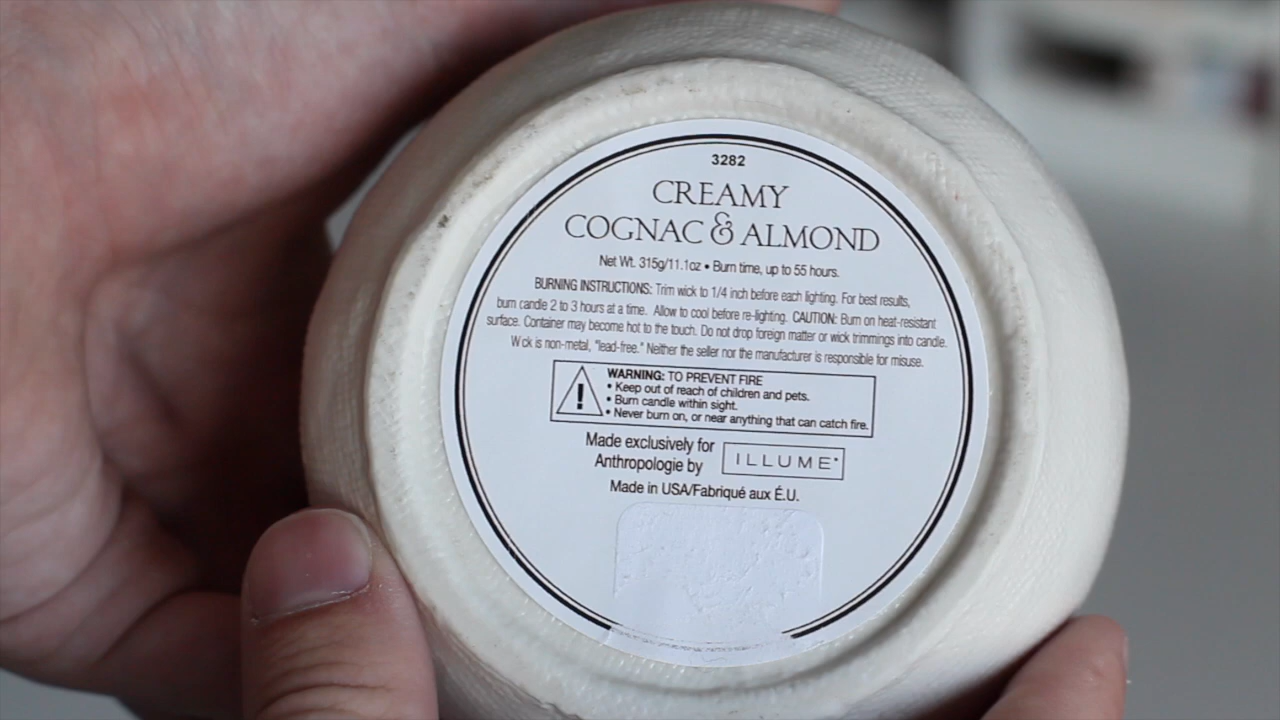 3282
CREAMY
COGNAC & ALMOND
Net Wt. 315g/11.1oz • Burn time, up to 55 hours.
BURNING INSTRUCTIONS: Trim wick to 1/4 inch before each lighting. For best results,
burn candle 2 to 3 hours at a time. Allow to cool before re-lighting. CAUTION: Burn on heat-resistant
surface. Container may become hot to the touch. Do not drop foreign matter or wick trimmings into candle.
Wick is non-metal, "lead-free." Neither the seller nor the manufacturer is responsible for misuse.
WARNING: TO PREVENT FIRE
• Keep out of reach of children and pets.
• Burn candle within sight.
• Never burn on, or near anything that can catch fire.
Made exclusively for
Anthropologie by ILLUME
Made in USA/Fabriqué aux É.U.